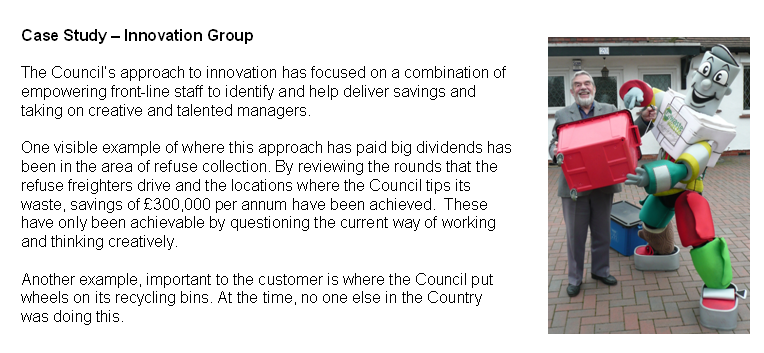 Case Study – Innovation Group
The Council's approach to innovation has focused on a combination of
empowering front-line staff to identify and help deliver savings and
taking on creative and talented managers.
One visible example of where this approach has paid big dividends has
been in the area of refuse collection. By reviewing the rounds that the
refuse freighters drive and the locations where the Council tips its
waste, savings of £300,000 per annum have been achieved.  These
have only been achievable by questioning the current way of working
and thinking creatively.
Another example, important to the customer is where the Council put
wheels on its recycling bins. At the time, no one else in the Country
was doing this.